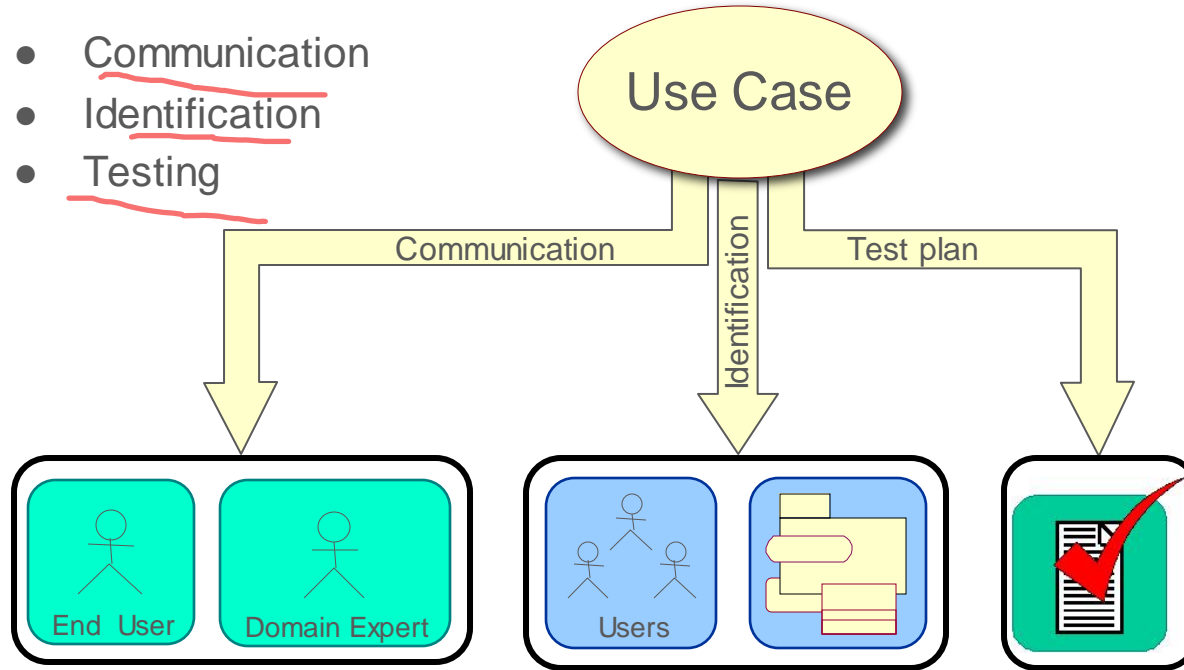 ● Communication
● Identification
● Testing
Use Case
Communication
Identification
Test plan
End User
Domain Expert
Users